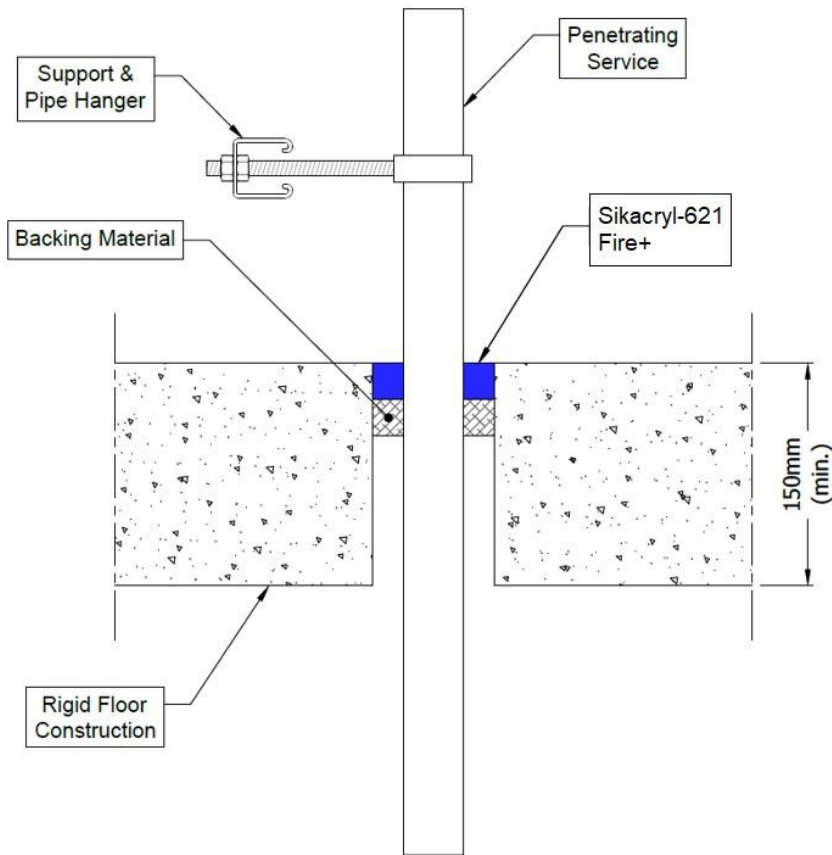 Penetrating
Service
Support &
Pipe Hanger
Sikacryl-621
Fire+
Backing Material
150mm
(min.)
Rigid Floor
Construction